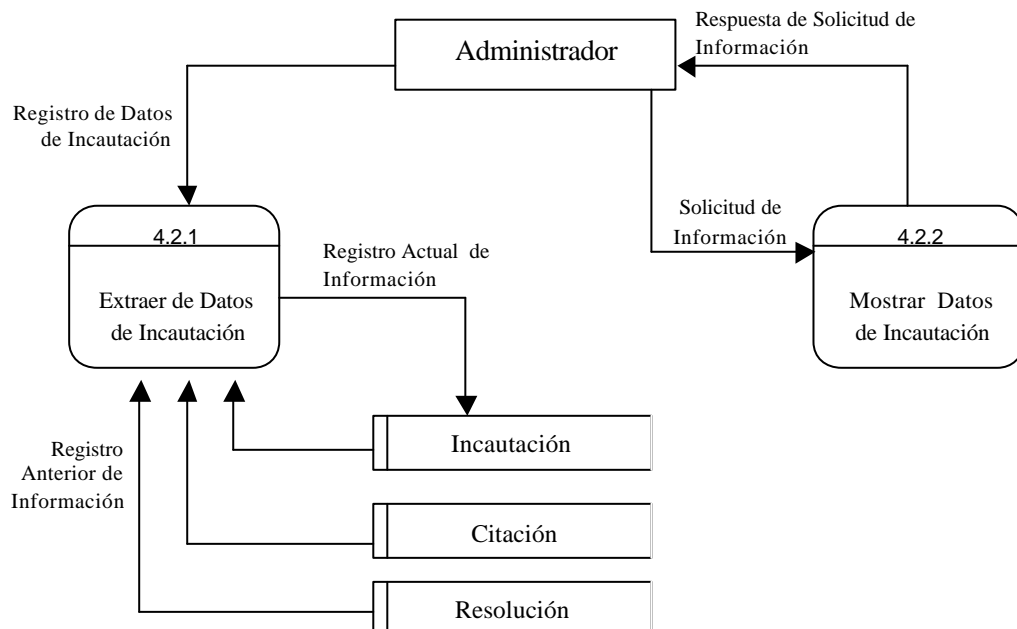 Respuesta de Solicitud de
Información
Administrador
Registro de Datos
de Incautación
Solicitud de
Información
4.2.1
Extraer de Datos
de Incautación
Registro Actual de
Información
4.2.2
Mostrar Datos
de Incautación
Registro
Anterior de
Información
Incautación
Citación
Resolución